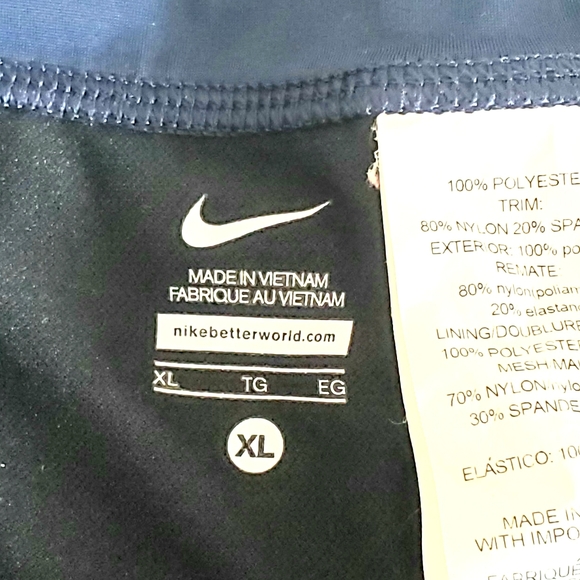 MADE IN VIETNAM
FABRIQUE AU VIETNAM
nikebetterworld.com
XL TG EG
XL
100% POLYESTE
TRIM:
80% NYLON 20% SPA
EXTERIOR: 100% po
REMATE:
80% nylon(poliam
20% elastan
LINING/DOUBLURE
100% POLYESTE
MESH MA
70% NYLON
30% SPANDE
ELÁSTICO: 10
MADE IN
WITH IMPO
FABRIQUÉ